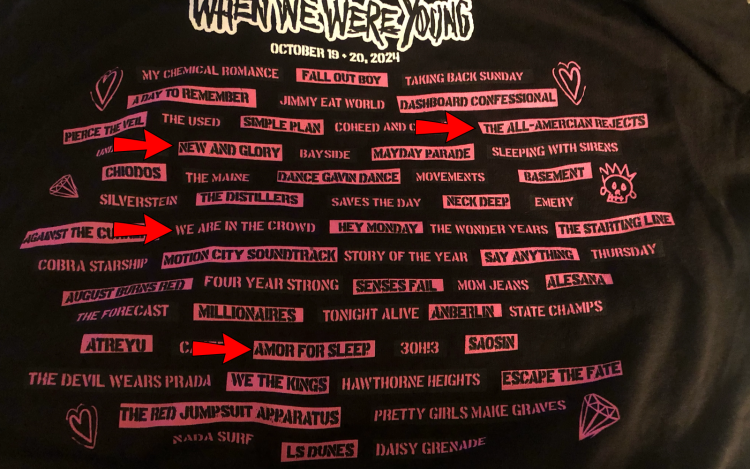 WHEN WE WERE YOUNG
OCTOBER 19 + 20, 2024
MY CHEMICAL ROMANCE FALL OUT BOY TAKING BACK SUNDAY
A DAY TO REMEMBER JIMMY EAT WORLD DASHBOARD CONFESSIONAL
PIERCE THE VEIL THE USED SIMPLE PLAN COHEED AND THE ALL-AMERCIAN REJECTS
NEW AND GLORY BAYSIDE MAYDAY PARADE SLEEPING WITH SIRENS
CHIODOS THE MAINE DANCE GAVIN DANCE MOVEMENTS BASEMENT
SILVERSTEIN THE DISTILLERS SAVES THE DAY NECK DEEP EMERY
AGAINST THE WE ARE IN THE CROWD HEY MONDAY THE WONDER YEARS THE STARTING LINE
COBRA STARSHIP MOTION CITY SOUNDTRACK STORY OF THE YEAR SAY ANYTHING THURSDAY
AUGUST BURNS RED FOUR YEAR STRONG SENSES FAIL MOM JEANS ALESANA
THE FORECAST MILLIONAIRES TONIGHT ALIVE ANBERLIN STATE CHAMPS
ATREYU AMOR FOR SLEEP 3OH!3 SAOSIN
THE DEVIL WEARS PRADA WE THE KINGS HAWTHORNE HEIGHTS ESCAPE THE FATE
THE RED JUMPSUIT APPARATUS PRETTY GIRLS MAKE GRAVES
NADA SURF LS DUNES DAISY GRENADE